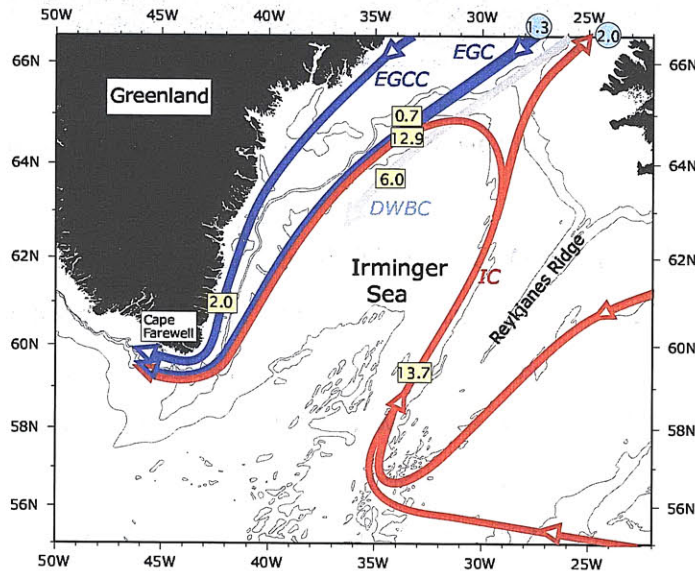 50W 45W 40W 35W 30W 25W
1.3
2.0
66N
EGC
66N
EGCC
Greenland
0.7
12.9
64N
64N
6.0
DWBC
62N
62N
Irminger
Sea
IC
Reykjanes Ridge
2.0
Cape
Farewell
60N
60N
13.7
58N
58N
56N
56N
50W 45W 40W 35W 30W 25W